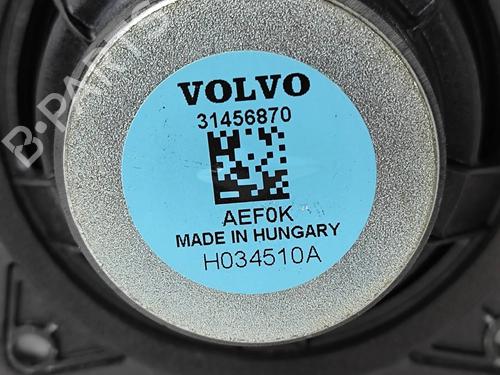 VOLVO
31456870
AEF0K
MADE IN HUNGARY
H034510A
B-PARTS